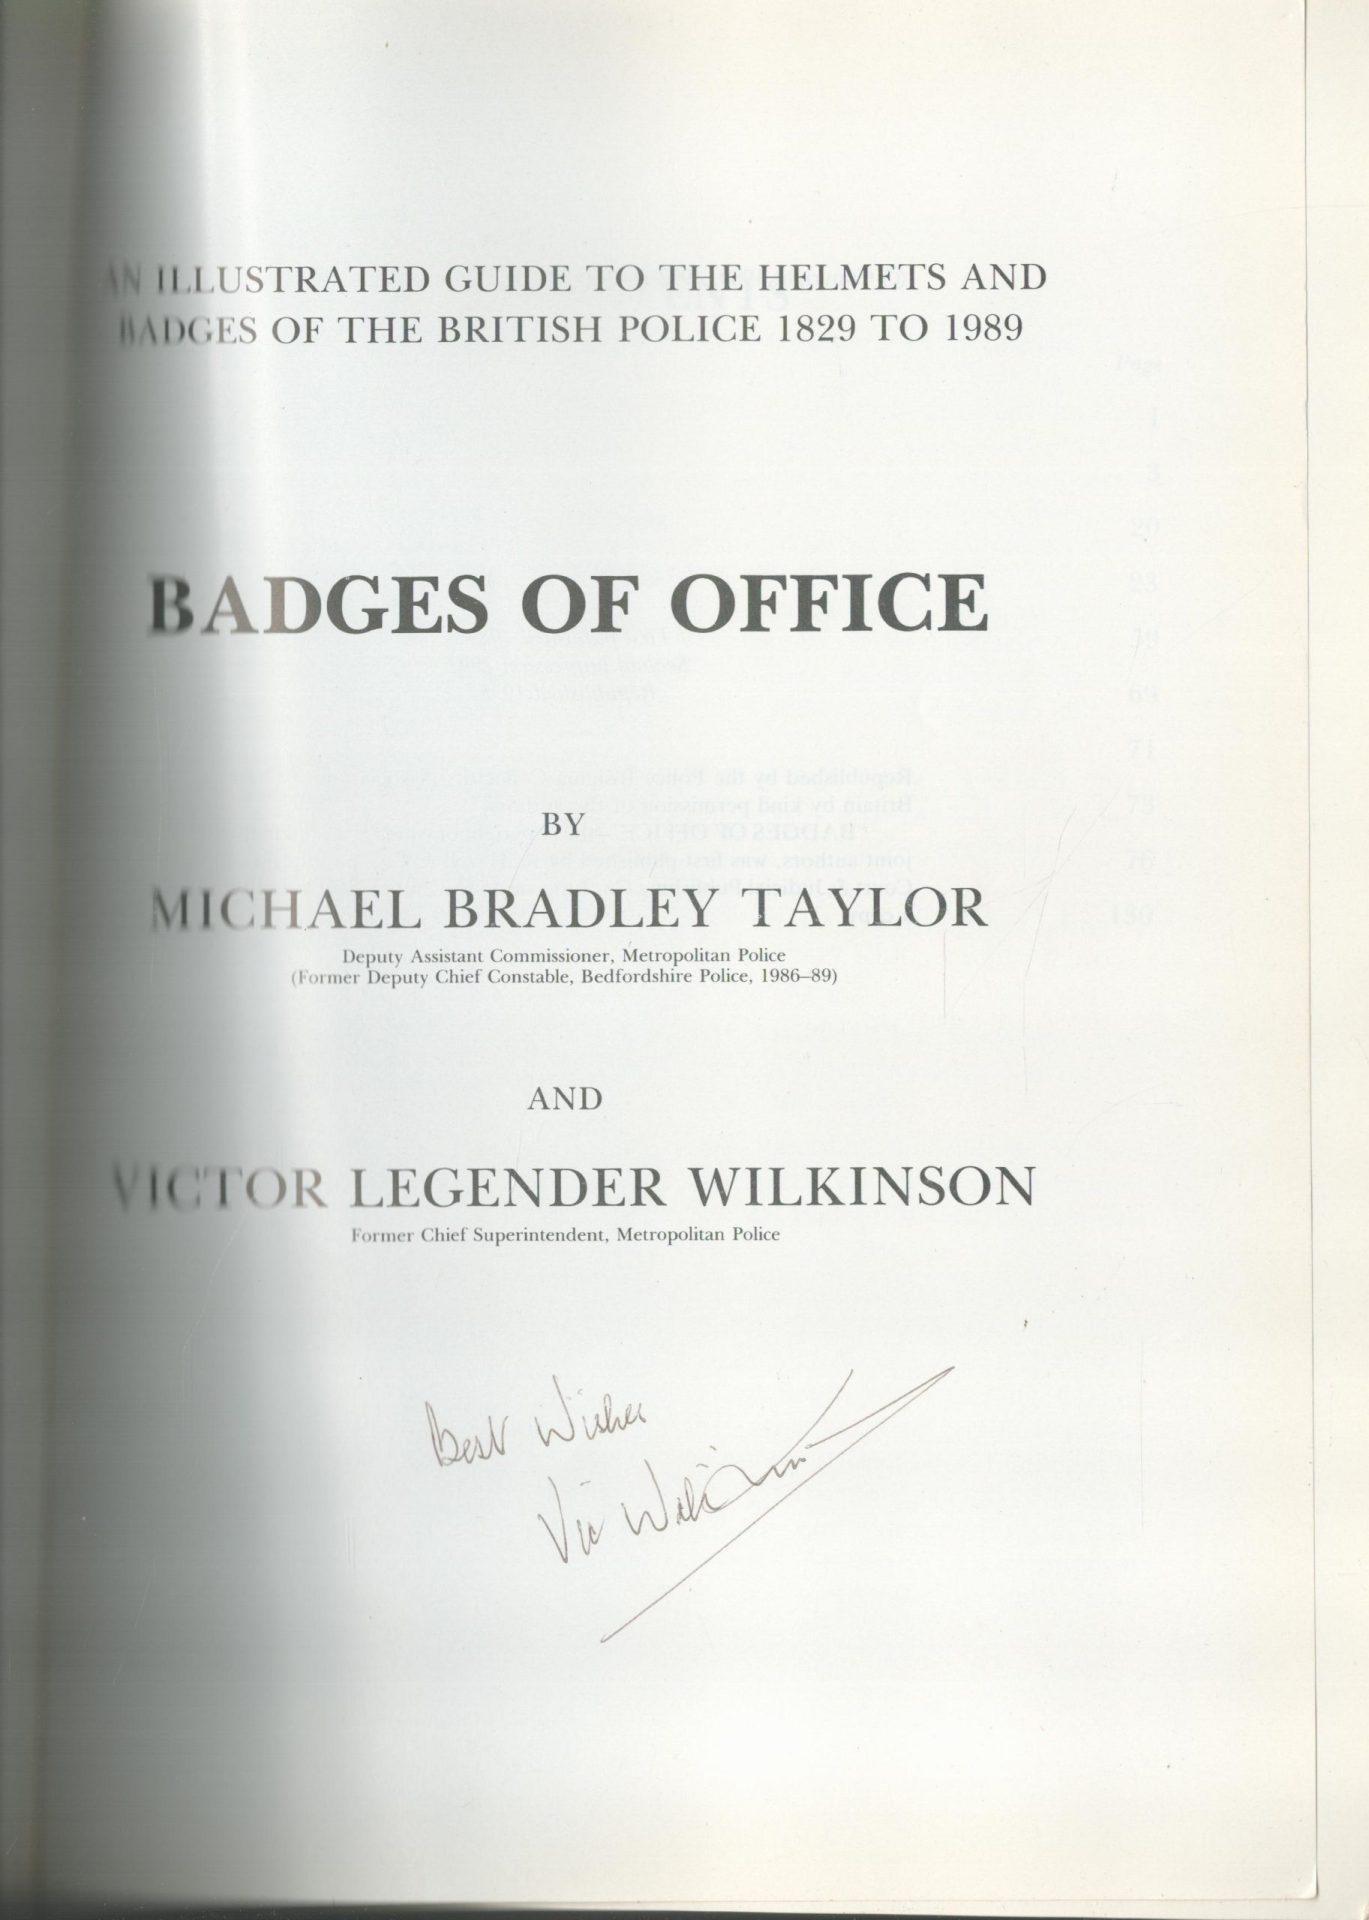 AN ILLUSTRATED GUIDE TO THE HELMETS AND
BADGES OF THE BRITISH POLICE 1829 TO 1989
BADGES OF OFFICE
BY
MICHAEL BRADLEY TAYLOR
Deputy Assistant Commissioner, Metropolitan Police
(Former Deputy Chief Constable, Bedfordshire Police, 1986–89)
AND
VICTOR LEGENDER WILKINSON
Former Chief Superintendent, Metropolitan Police
Best Wishes
Vic Wilkinson